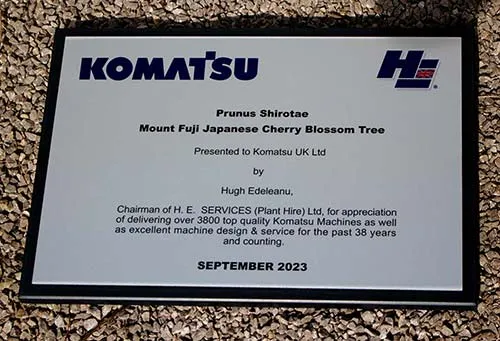 KOMATSU HE
Prunus Shirotae
Mount Fuji Japanese Cherry Blossom Tree
Presented to Komatsu UK Ltd
by
Hugh Edeleanu,
Chairman of H. E. SERVICES (Plant Hire) Ltd, for appreciation
of delivering over 3800 top quality Komatsu Machines as well
as excellent machine design & service for the past 38 years
and counting.
SEPTEMBER 2023